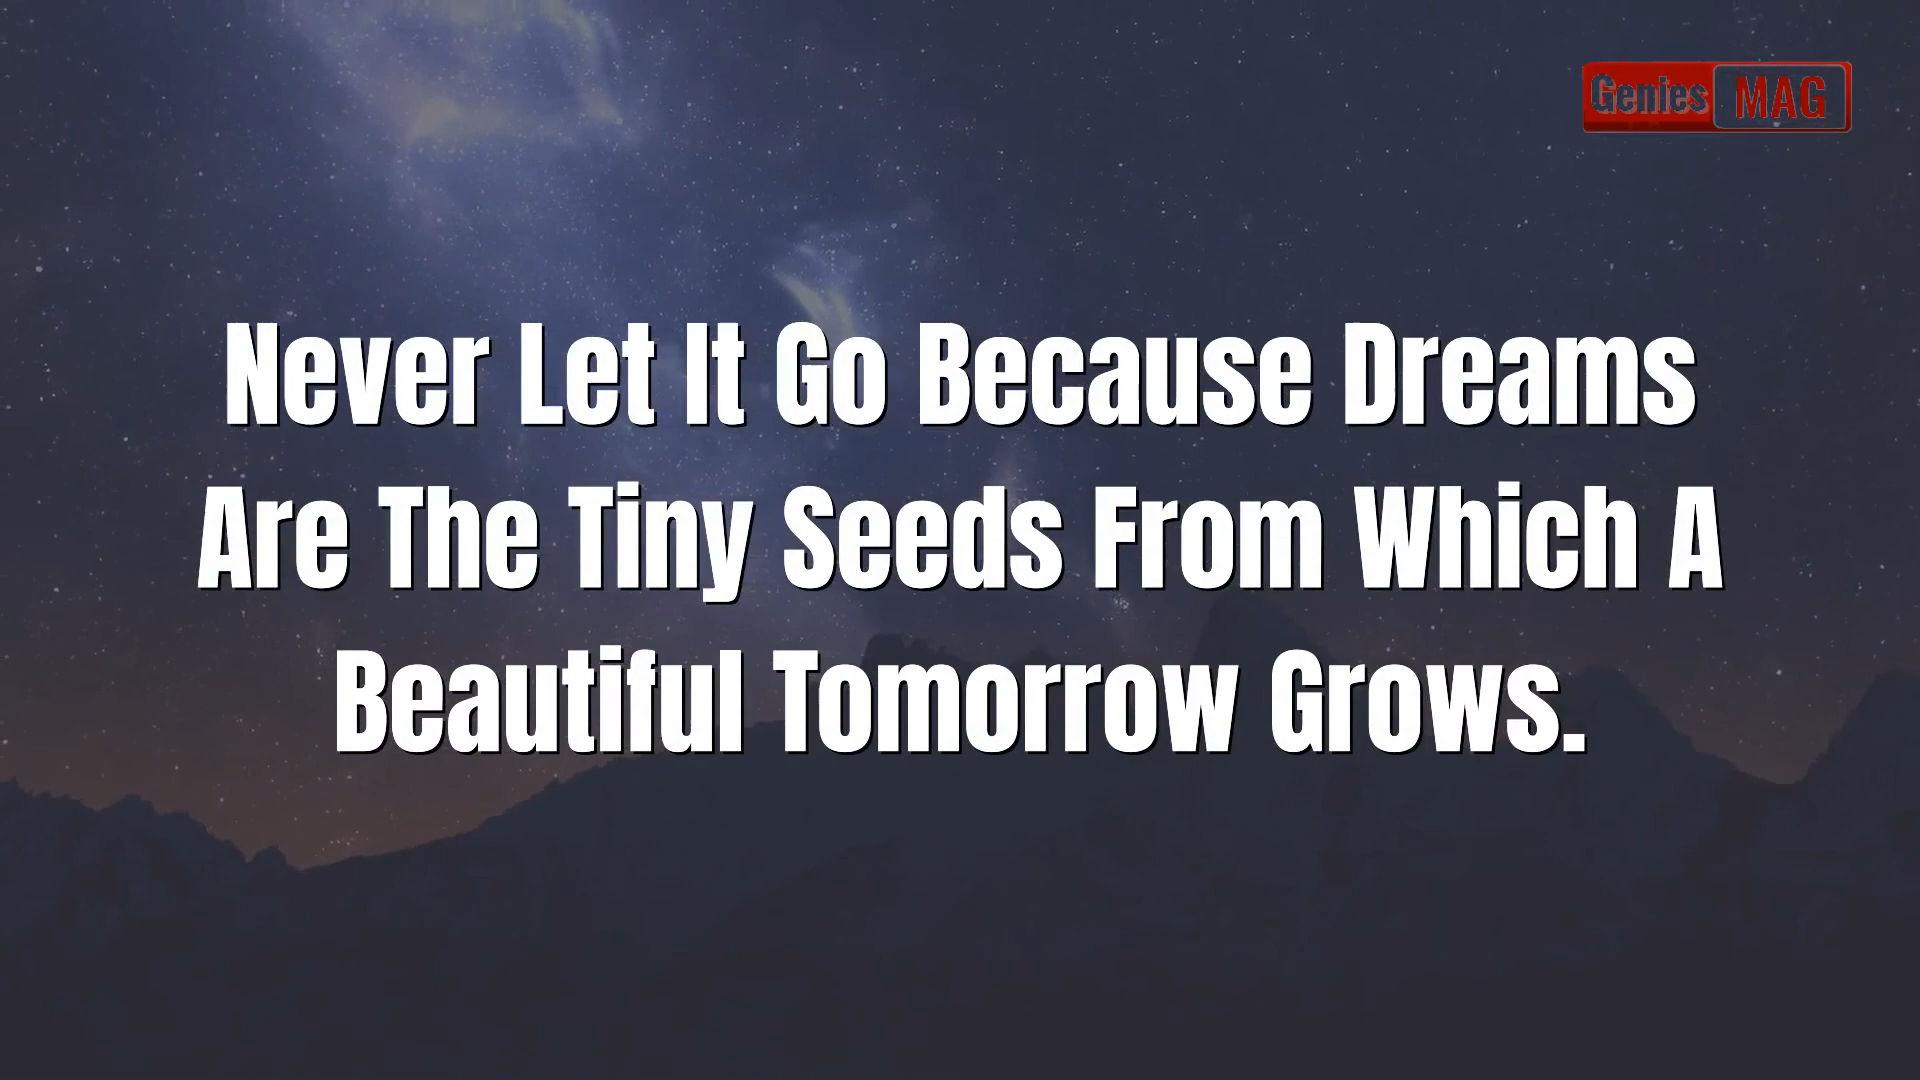 Genies MAG
Never Let It Go Because Dreams
Are The Tiny Seeds From Which A
Beautiful Tomorrow Grows.